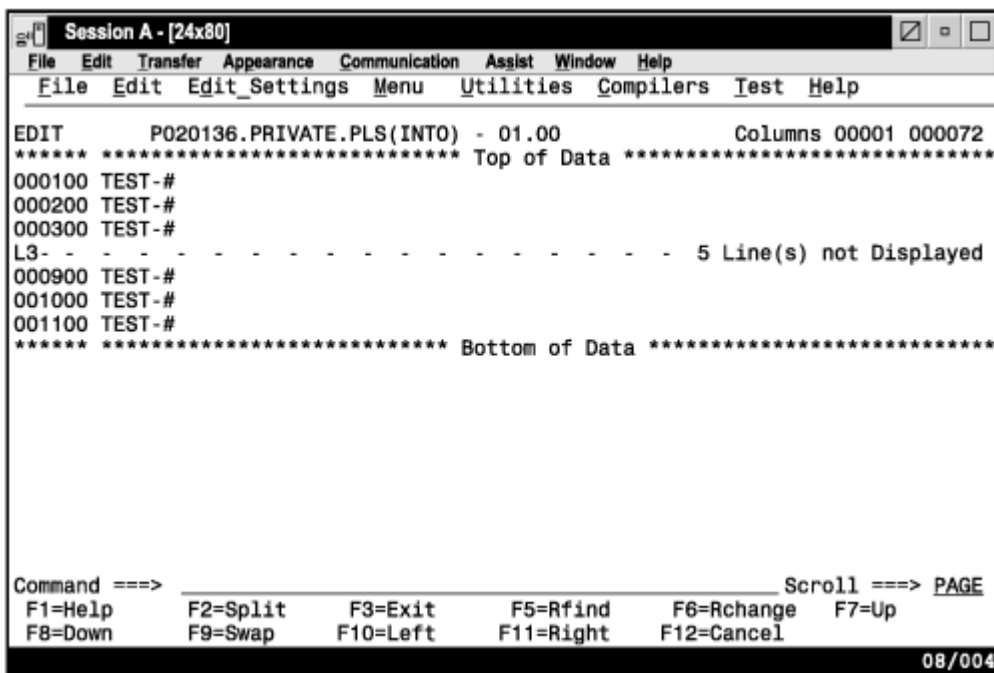 Session A - [24x80]
File Edit Transfer Appearance Communication Assist Window Help
File Edit Edit_Settings Menu Utilities Compilers Test Help
EDIT P020136.PRIVATE.PLS(INTO) - 01.00 Columns 00001 000072
****** ***************************** Top of Data ******************************
000100 TEST-#
000200 TEST-#
000300 TEST-#
L3- - - - - - - - - - - - - - - - - - 5 Line(s) not Displayed
000900 TEST-#
001000 TEST-#
001100 TEST-#
****** **************************** Bottom of Data ****************************
Command ===> Scroll ===> PAGE
F1=Help F2=Split F3=Exit F5=Rfind F6=Rchange F7=Up
F8=Down F9=Swap F10=Left F11=Right F12=Cancel
08/004